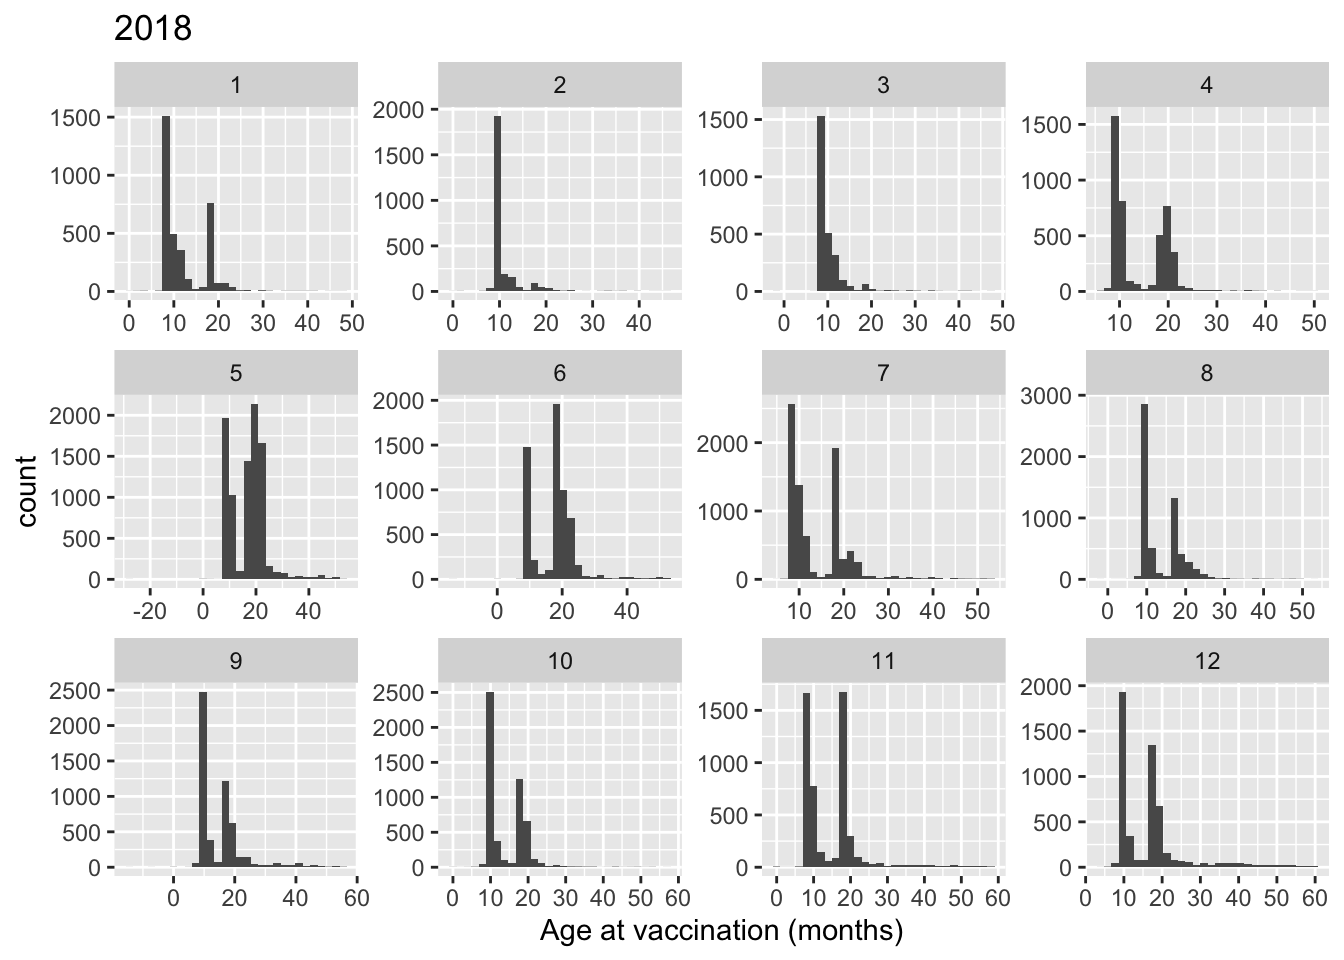 2018
1 2 3 4
1500 2000 1500 1500
1000 1500 1000 1000
500 1000 500 500
0 500 0 0
0
0 10 20 30 40 50 0 10 20 30 40 0 10 20 30 40 50 10 20 30 40 50
5 6 7 8
2000 2000 2000 3000
1500 1500 1000 2000
1000 1000 0 1000
500 500 0
0 0
-20 0 20 40 0 20 40 10 20 30 40 50 0 10 20 30 40 50
count
9 10 11 12
2500 2500 1500 2000
2000 2000 1000 1500
1500 1500 500 1000
1000 1000 0 500
500 500 0
0 0
0 20 40 60 0 10 20 30 40 50 60 0 10 20 30 40 50 60 0 10 20 30 40 50 60
Age at vaccination (months)